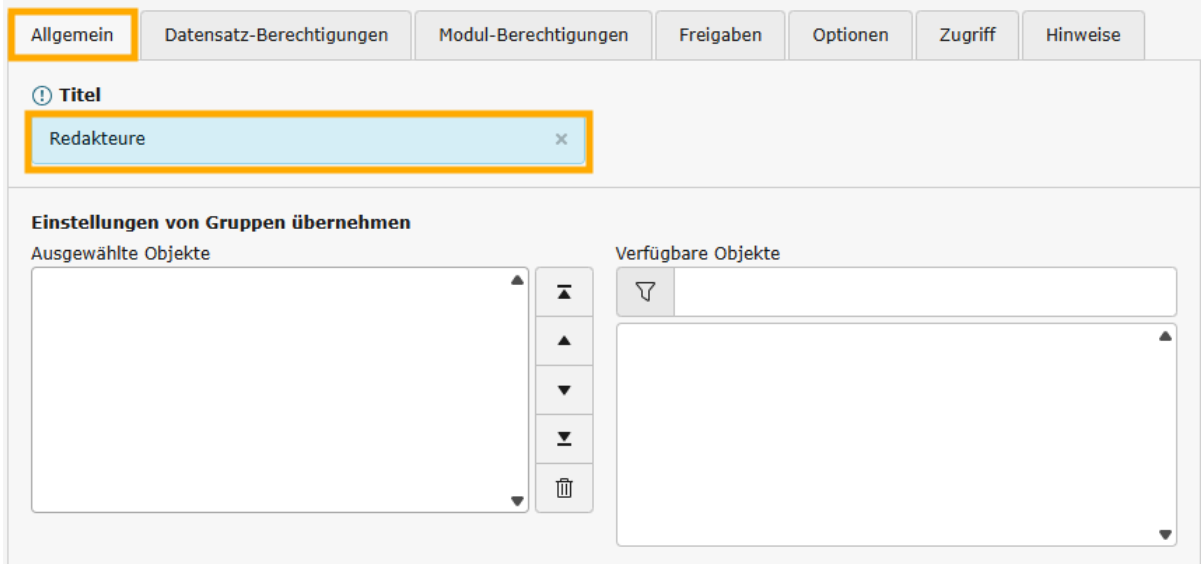 Allgemein Datensatz-Berechtigungen Modul-Berechtigungen Freigaben Optionen Zugriff Hinweise
Titel
Redakteure
Einstellungen von Gruppen übernehmen
Ausgewählte Objekte Verfügbare Objekte